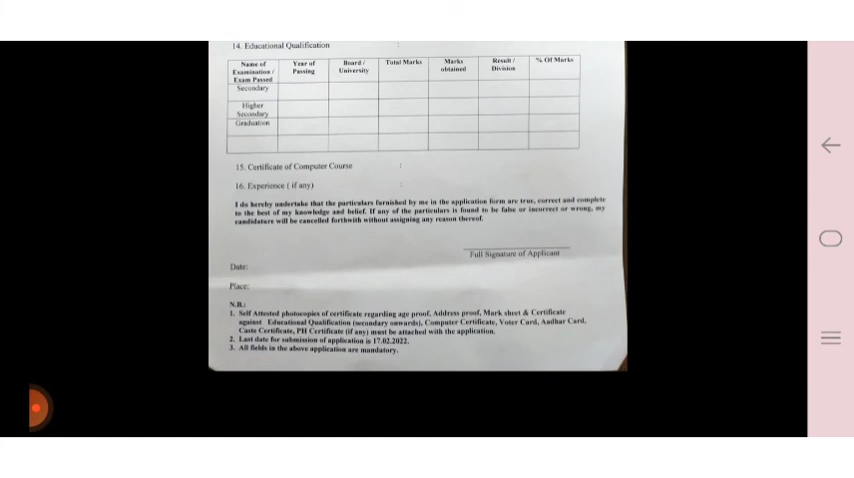 14. Educational Qualification :
Name of Examination / Exam Passed Year of Passing Board / University Total Marks Marks obtained Result / Division % Of Marks
Secondary
Higher Secondary
Graduation
15. Certificate of Computer Course :
16. Experience ( if any) :
I do hereby undertake that the particulars furnished by me in the application form are true, correct and complete
to the best of my knowledge and belief. If any of the particulars is found to be false or incorrect or wrong, my
candidature will be cancelled forthwith without assigning any reason thereof.
Full Signature of Applicant
Date:
Place:
N.B.:
1. Self Attested photocopies of certificate regarding age proof, Address proof, Mark sheet & Certificate
against Educational Qualification (secondary onwards), Computer Certificate, Voter Card, Aadhar Card,
Caste Certificate, PH Certificate (if any) must be attached with the application.
2. Last date for submission of application is 17.02.2022.
3. All fields in the above application are mandatory.